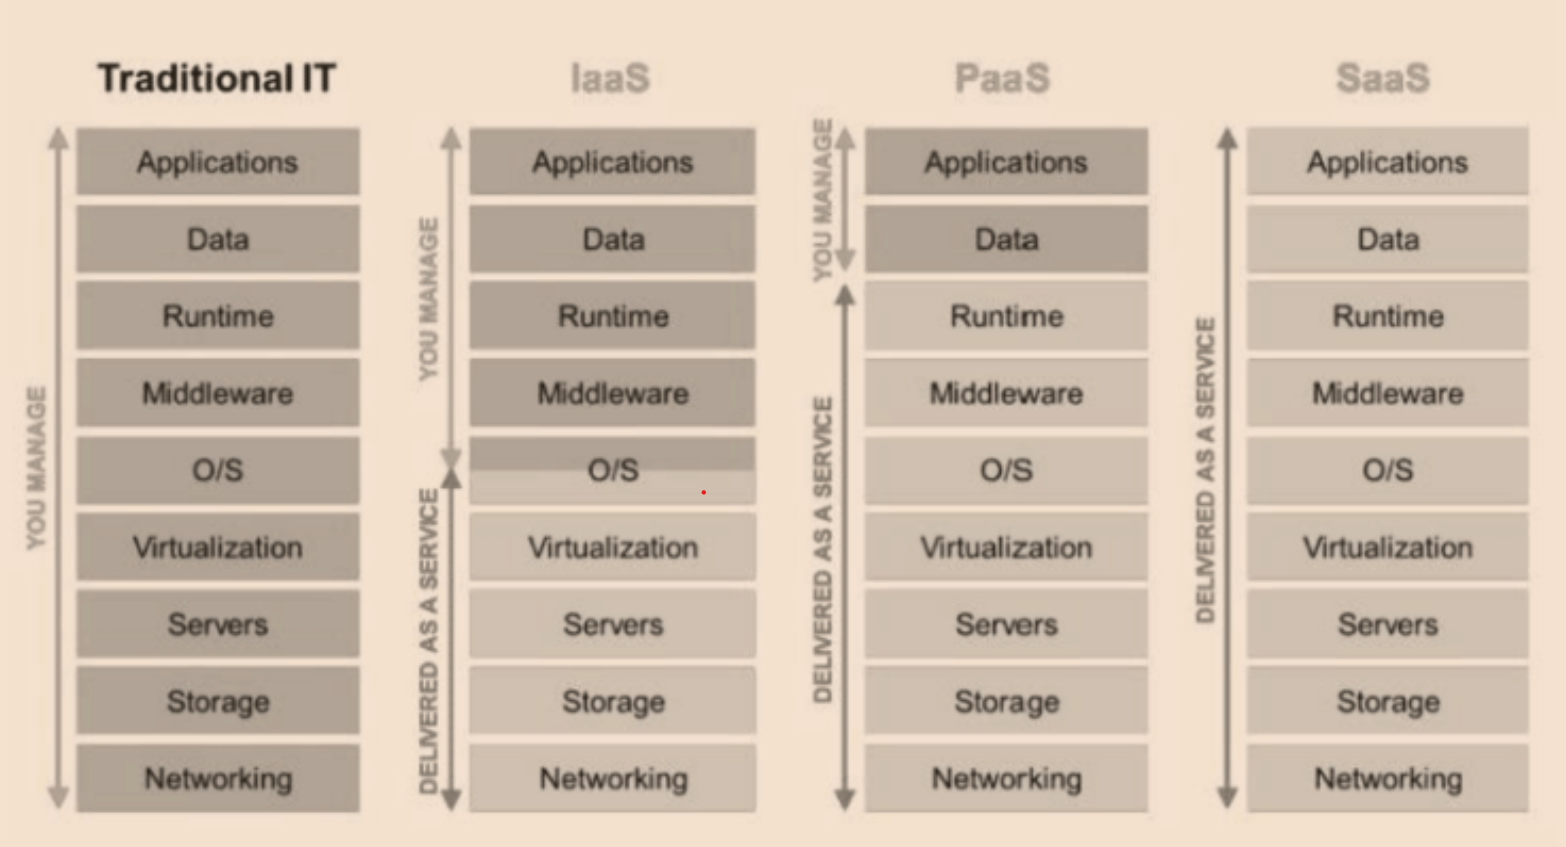 Traditional IT
YOU MANAGE
Applications
Data
Runtime
Middleware
O/S
Virtualization
Servers
Storage
Networking
IaaS
YOU MANAGE
DELIVERED AS A SERVICE
Applications
Data
Runtime
Middleware
O/S
Virtualization
Servers
Storage
Networking
PaaS
YOU MANAGE
DELIVERED AS A SERVICE
Applications
Data
Runtime
Middleware
O/S
Virtualization
Servers
Storage
Networking
SaaS
DELIVERED AS A SERVICE
Applications
Data
Runtime
Middleware
O/S
Virtualization
Servers
Storage
Networking